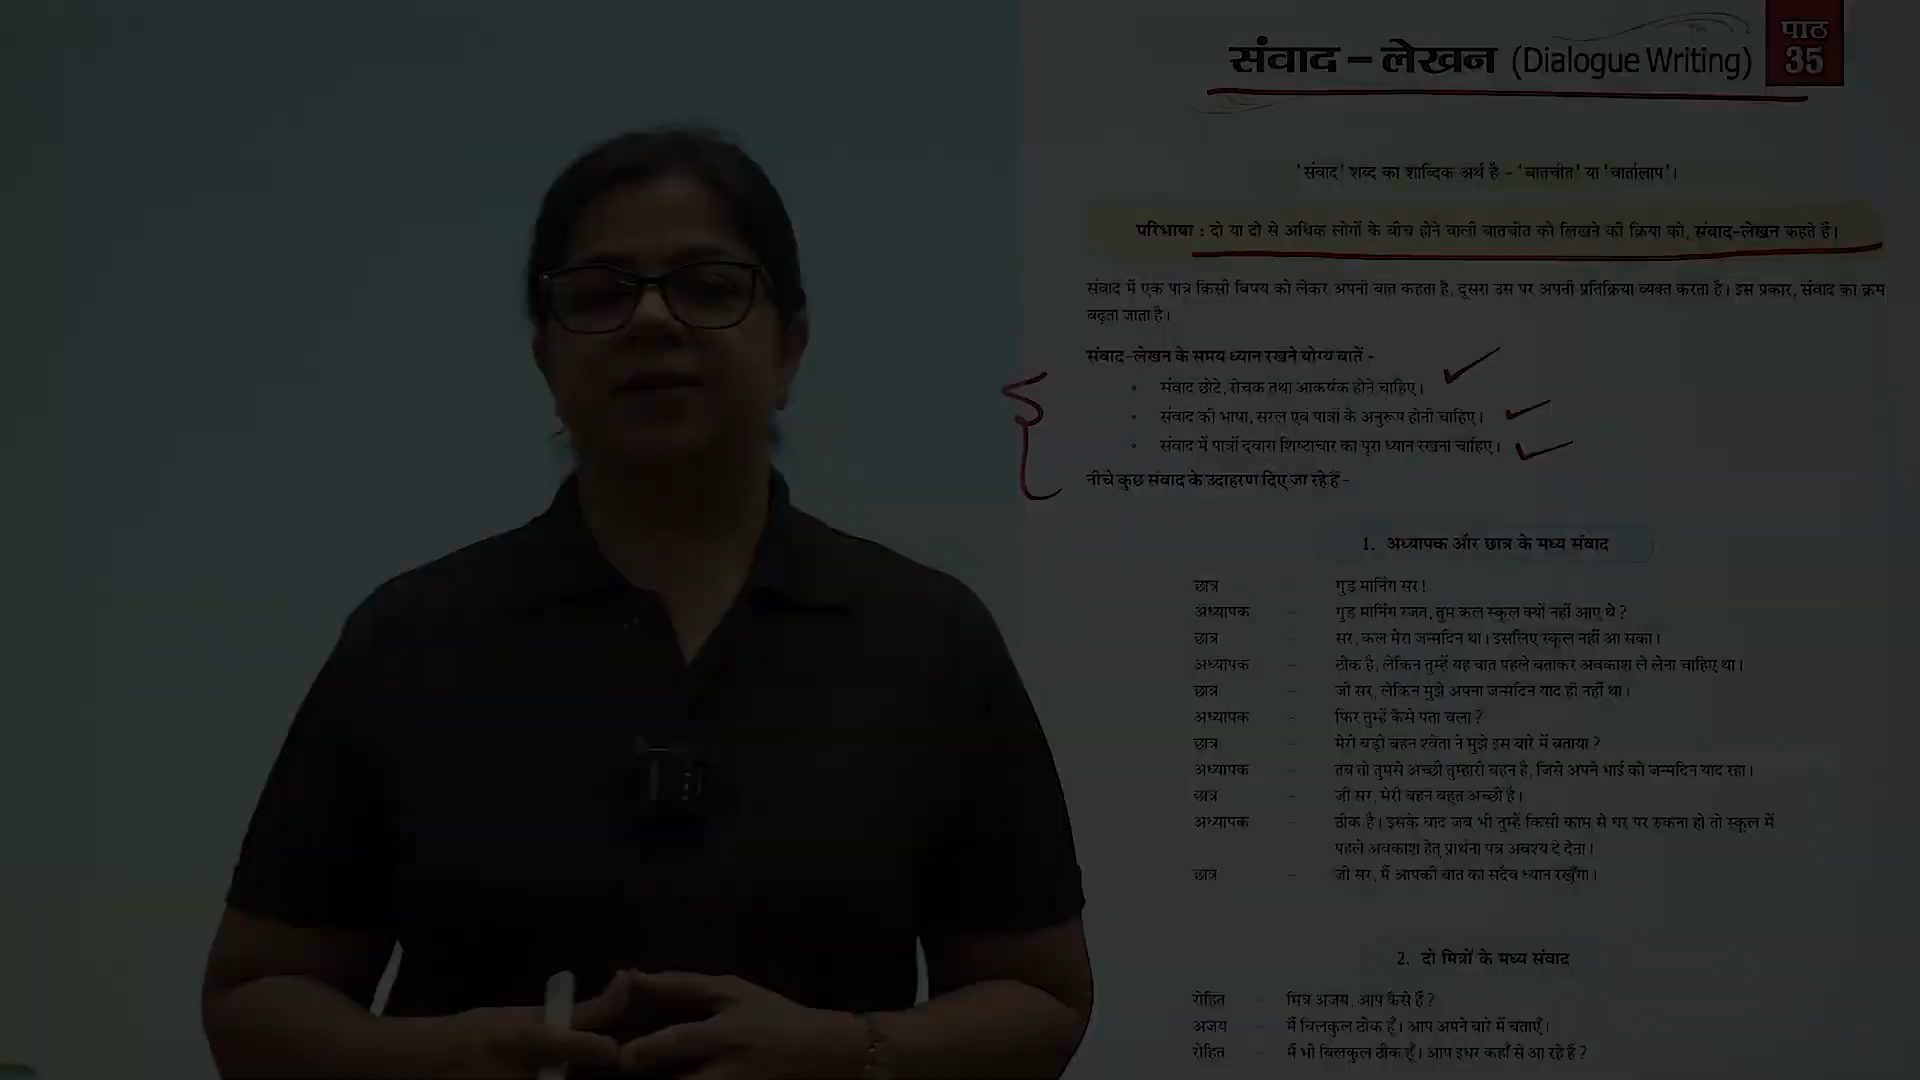 संवाद – लेखन (Dialogue Writing)
पाठ
35
'संवाद' शब्द का शाब्दिक अर्थ है - 'बातचीत' या 'वार्तालाप'।
परिभाषा : दो या दो से अधिक लोगों के बीच होने वाली बातचीत को लिखने की क्रिया को, संवाद-लेखन कहते हैं।
संवाद में एक पात्र किसी विषय को लेकर अपनी बात कहता है, दूसरा उस पर अपनी प्रतिक्रिया व्यक्त करता है। इस प्रकार, संवाद का क्रम
बढ़ता जाता है।
संवाद-लेखन के समय ध्यान रखने योग्य बातें -
• संवाद छोटे, रोचक तथा आकर्षक होने चाहिए।
• संवाद की भाषा, सरल एवं पात्रों के अनुरूप होनी चाहिए।
• संवाद में पात्रों द्वारा शिष्टाचार का पूरा ध्यान रखना चाहिए।
नीचे कुछ संवाद के उदाहरण दिए जा रहे हैं -
1. अध्यापक और छात्र के मध्य संवाद
छात्र - गुड मार्निंग सर!
अध्यापक - गुड मार्निंग रजत, तुम कल स्कूल क्यों नहीं आए थे?
छात्र - सर, कल मेरा जन्मदिन था। इसलिए स्कूल नहीं आ सका।
अध्यापक - ठीक है, लेकिन तुम्हें यह बात पहले बताकर अवकाश ले लेना चाहिए था।
छात्र - जी सर, लेकिन मुझे अपना जन्मदिन याद ही नहीं था।
अध्यापक - फिर तुम्हें कैसे पता चला?
छात्र - मेरी बड़ी बहन श्वेता ने मुझे इस बारे में बताया?
अध्यापक - तब तो तुमसे अच्छी तुम्हारी बहन है, जिसे अपने भाई को जन्मदिन याद रहा।
छात्र - जी सर, मेरी बहन बहुत अच्छी है।
अध्यापक - ठीक है। इसके बाद जब भी तुम्हें किसी काम से घर पर रुकना हो तो स्कूल में
पहले अवकाश हेतु प्रार्थना पत्र अवश्य दे देना।
छात्र - जी सर, मैं आपकी बात का सदैव ध्यान रखूँगा।
2. दो मित्रों के मध्य संवाद
रोहित - मित्र अजय, आप कैसे हैं?
अजय - मैं बिलकुल ठीक हूँ। आप अपने बारे में बताएँ।
रोहित - मैं भी बिलकुल ठीक हूँ। आप इधर कहाँ से आ रहे हैं?